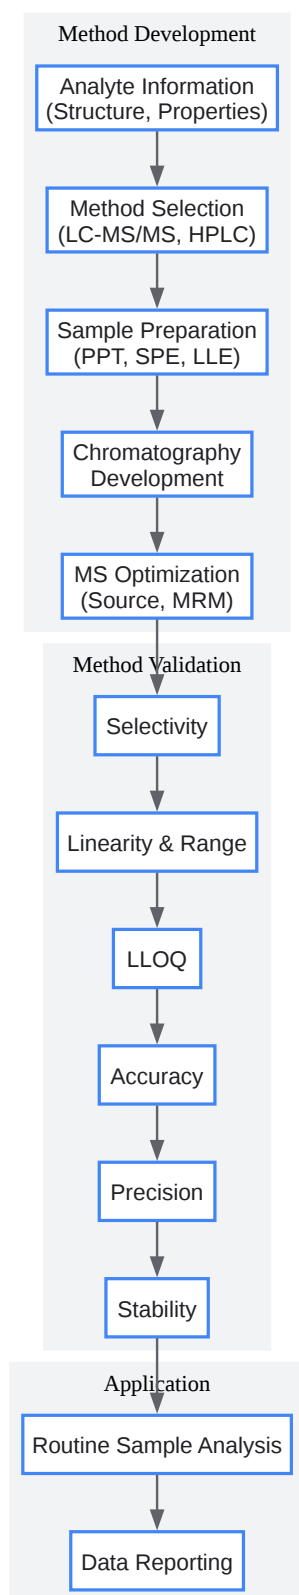 Method Development
Analyte Information
(Structure, Properties)
Method Selection
(LC-MS/MS, HPLC)
Sample Preparation
(PPT, SPE, LLE)
Chromatography
Development
MS Optimization
(Source, MRM)
Method Validation
Selectivity
Linearity & Range
LLOQ
Accuracy
Precision
Stability
Application
Routine Sample Analysis
Data Reporting